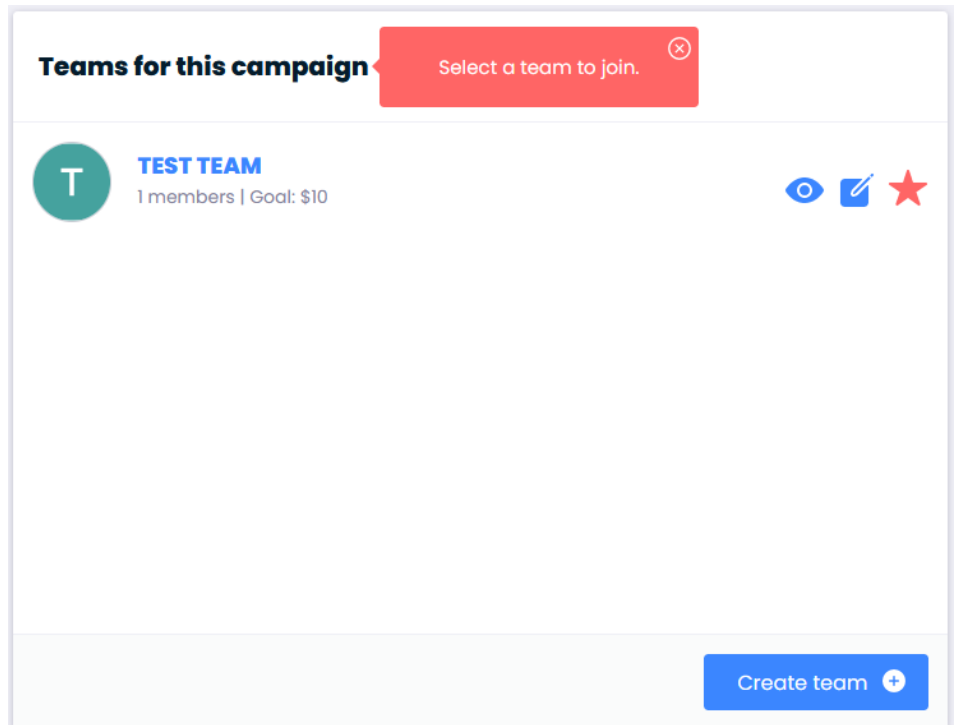 Teams for this campaign
Select a team to join.
T
TEST TEAM
1 members | Goal: $10
Create team